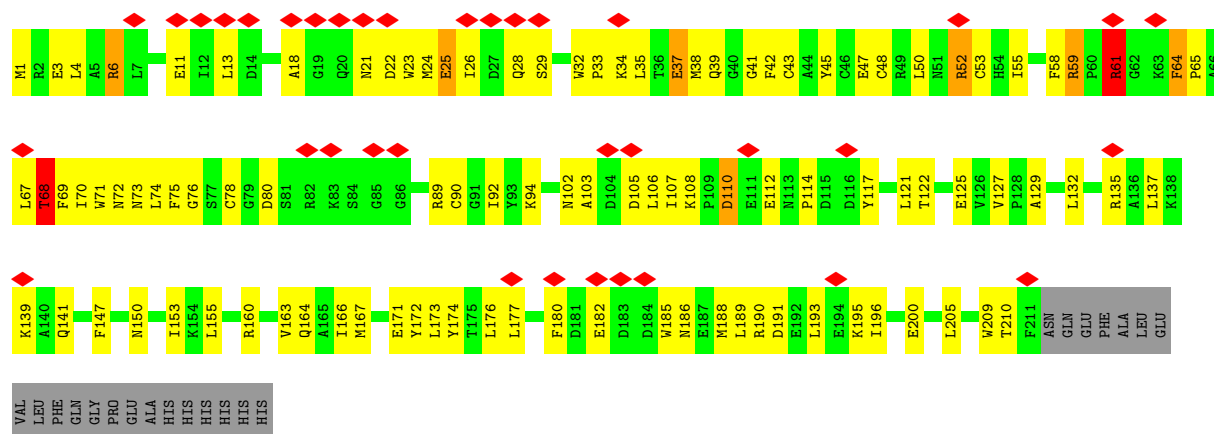 M1 R2 E3 L4 A5 R6 L7 E11 I12 L13 D14 A18 G19 Q20 N21 D22 W23 M24 E25 I26 D27 Q28 S29 W32 P33 K34 L35 T36 E37 M38 Q39 G40 G41 F42 C43 A44 Y45 C46 E47 C48 R49 L50 N51 R52 C53 H54 I55 F58 R59 P60 R61 G62 K63 F64 P65 A66
L67 T68 F69 I70 W71 N72 N73 L74 F75 G76 S77 C78 G79 D80 S81 R82 K83 S84 G85 G86 R89 C90 G91 I92 Y93 K94 N102 A103 D104 D105 L106 I107 K108 P109 D110 E111 E112 N113 P114 D115 D116 Y117 L121 T122 E125 V126 V127 P128 A129 L132 R135 A136 L137 K138
K139 A140 Q141 F147 N150 I153 K154 L155 R160 V163 Q164 A165 I166 M167 E171 Y172 L173 Y174 T175 L176 L177 F180 D181 E182 D183 D184 W185 N186 E187 M188 L189 R190 D191 E192 L193 E194 K195 I196 E200 L205 W209 T210 F211 ASN GLN GLU PHE ALA LEU GLU
VAL LEU PHE GLN GLY PRO GLU ALA HIS HIS HIS HIS HIS HIS